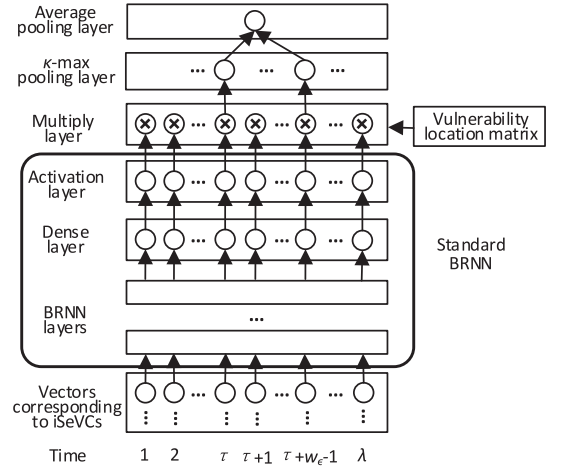 Average
pooling layer
κ-max
pooling layer
... ... ...
Multiply
layer
... ... ...
Vulnerability
location matrix
Activation
layer
... ... ...
Dense
layer
... ... ...
Standard
BRNN
BRNN
layers
...
Vectors
corresponding
to iSeVCs
... ... ...
Time 1 2 τ τ+1 τ+wϵ-1 λ